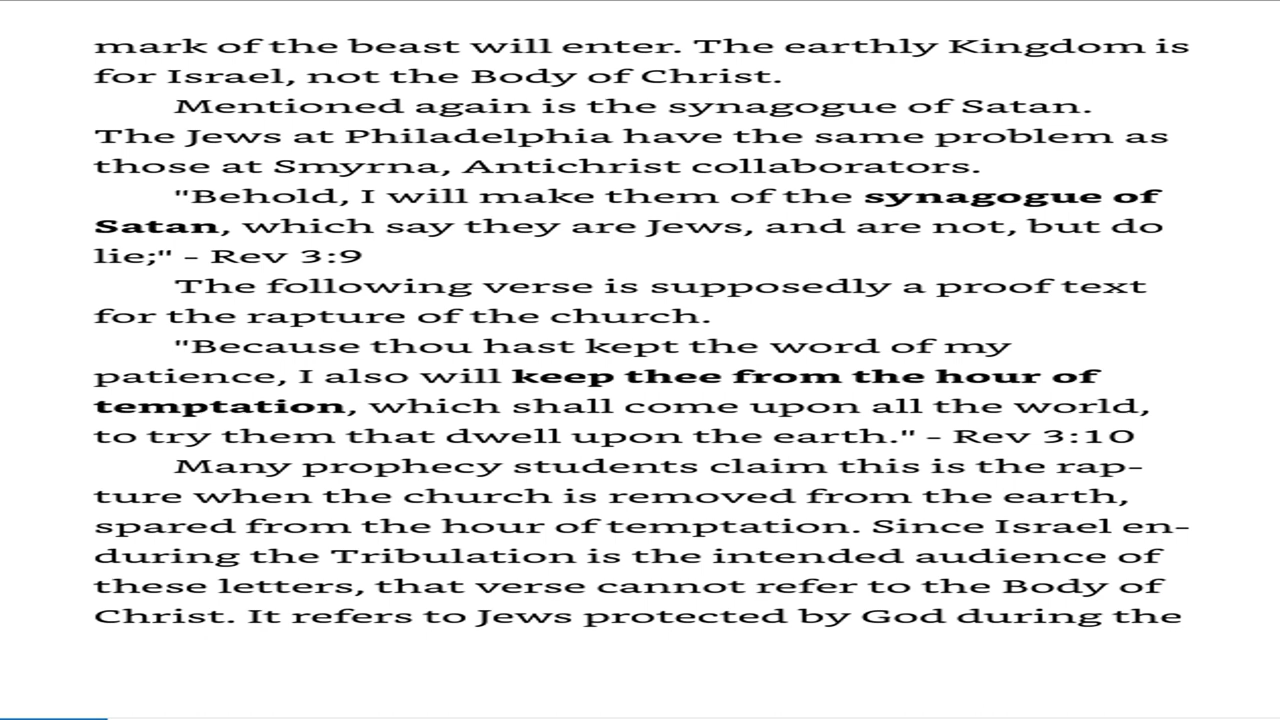 mark of the beast will enter. The earthly Kingdom is
for Israel, not the Body of Christ.
Mentioned again is the synagogue of Satan.
The Jews at Philadelphia have the same problem as
those at Smyrna, Antichrist collaborators.
"Behold, I will make them of the synagogue of
Satan, which say they are Jews, and are not, but do
lie;" – Rev 3:9
The following verse is supposedly a proof text
for the rapture of the church.
"Because thou hast kept the word of my
patience, I also will keep thee from the hour of
temptation, which shall come upon all the world,
to try them that dwell upon the earth." – Rev 3:10
Many prophecy students claim this is the rap-
ture when the church is removed from the earth,
spared from the hour of temptation. Since Israel en-
during the Tribulation is the intended audience of
these letters, that verse cannot refer to the Body of
Christ. It refers to Jews protected by God during the